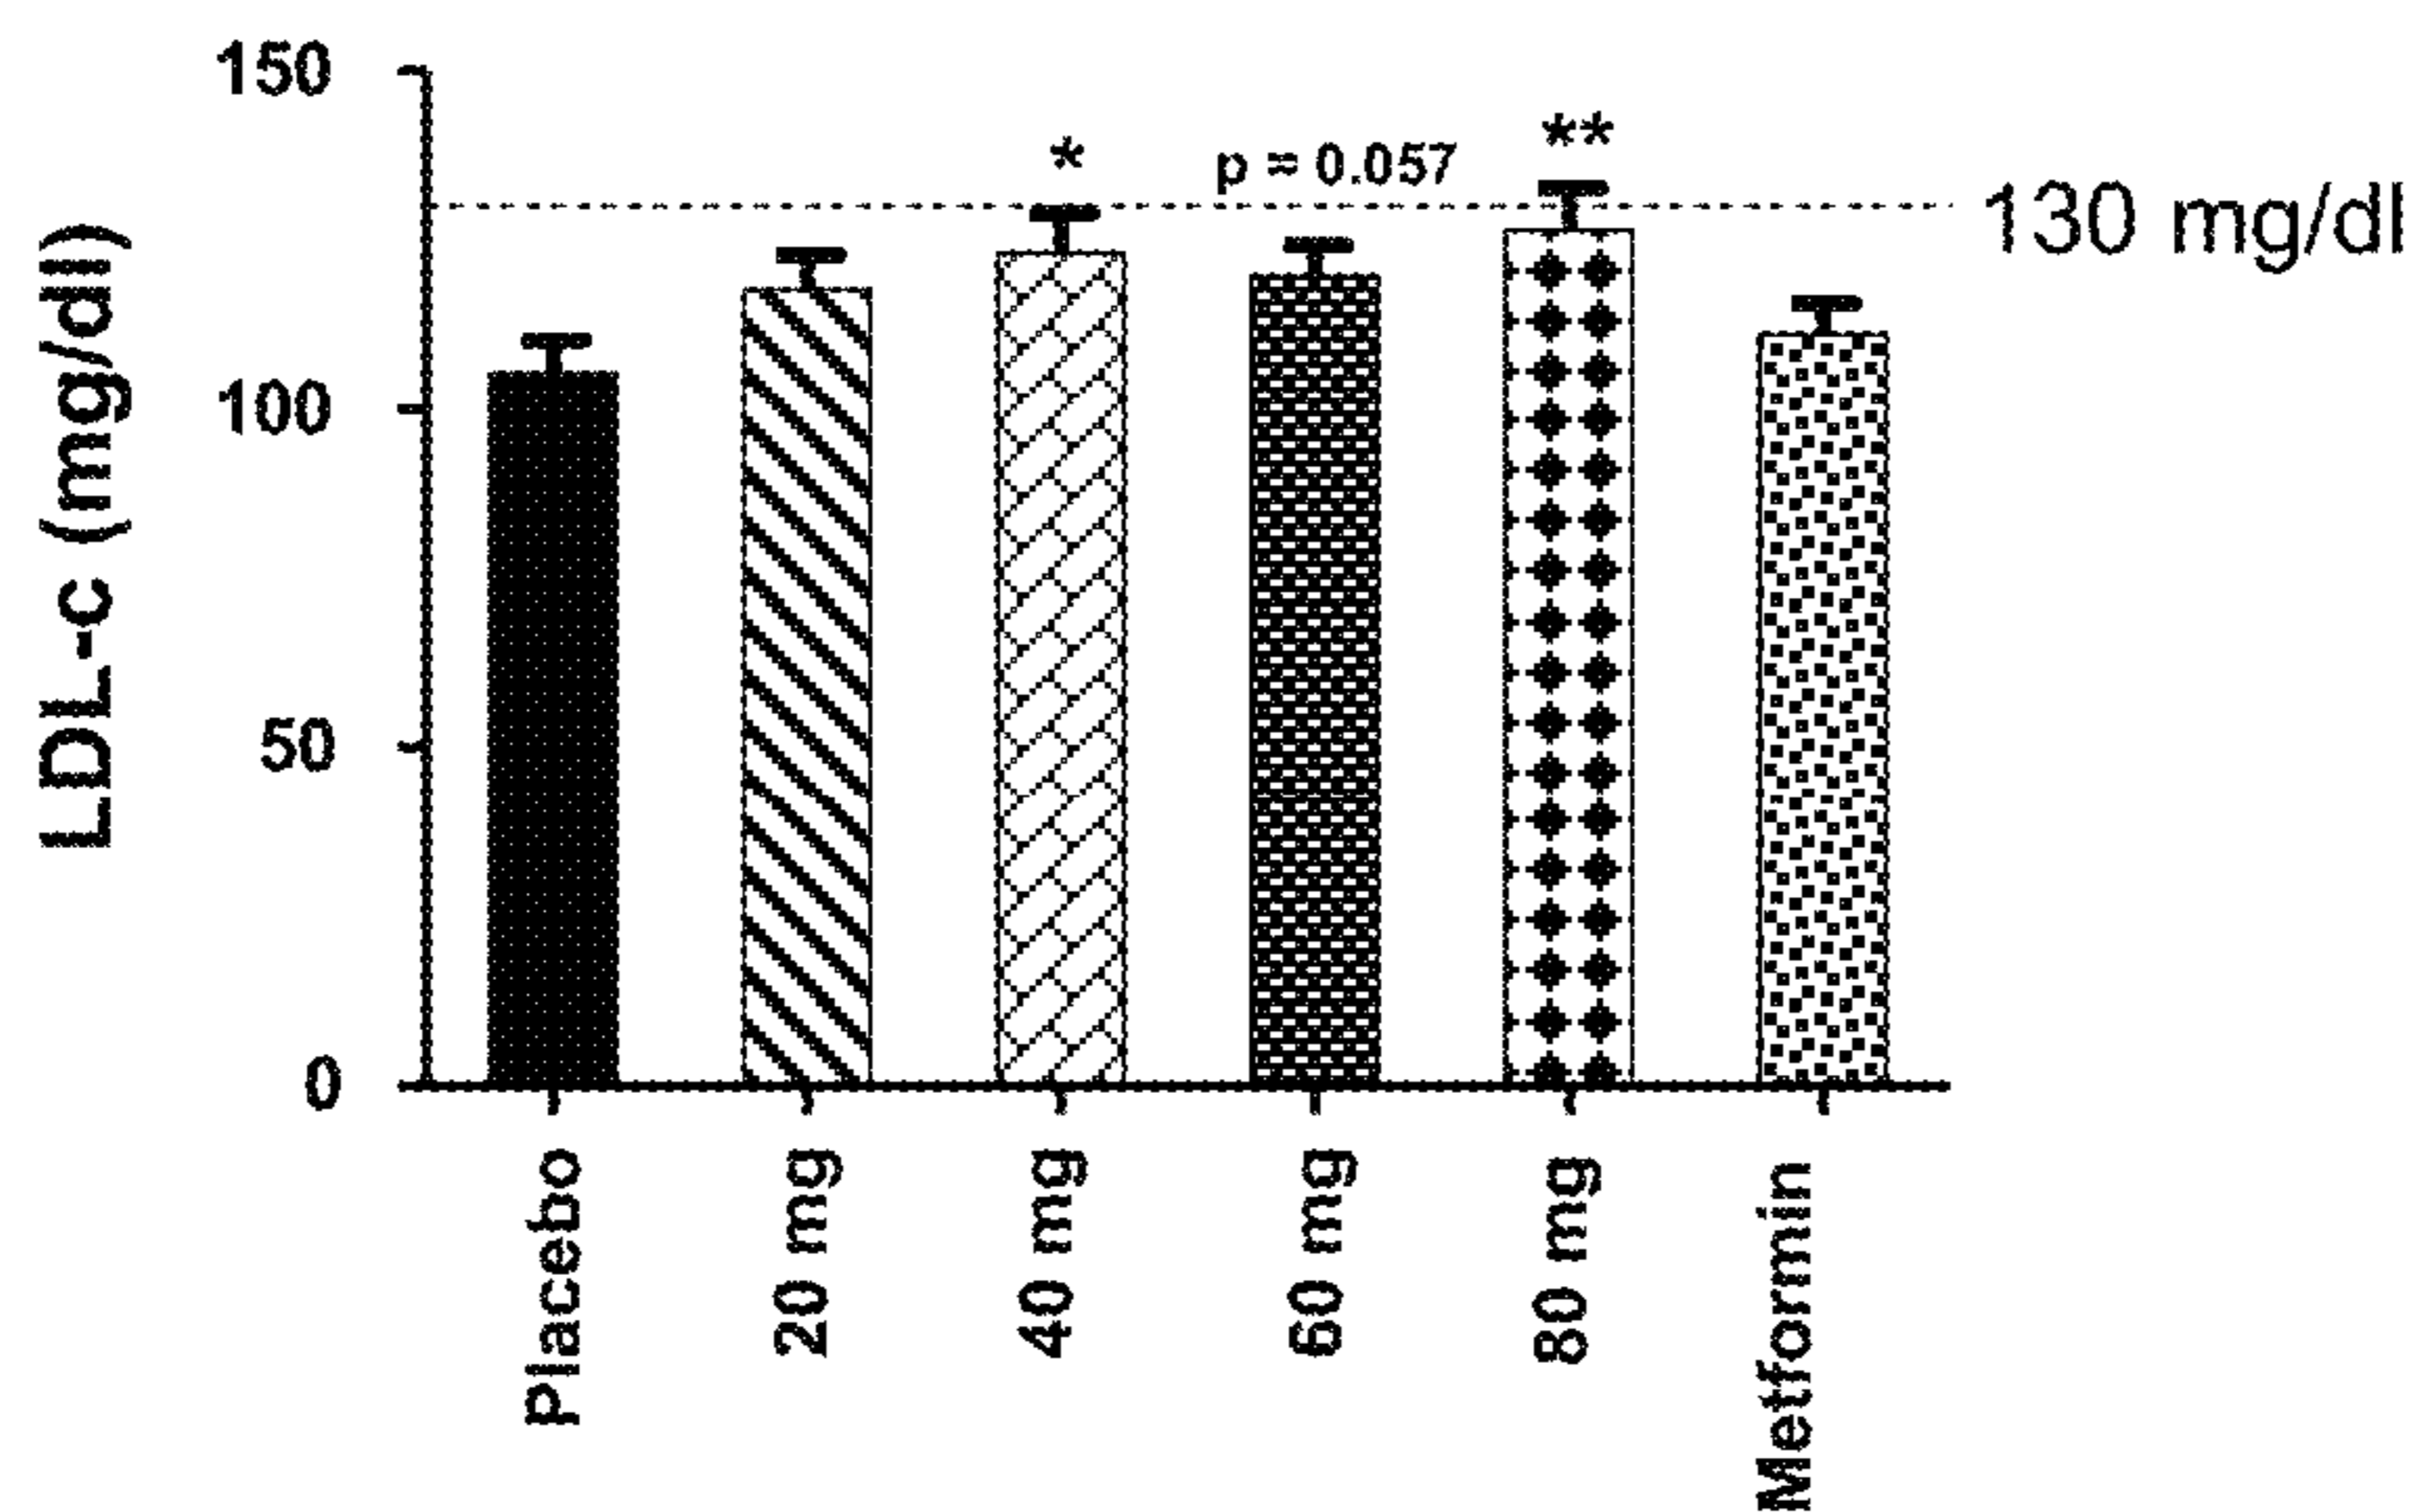 LDL-c (mg/dl)
150
100
50
0
*
p = 0.057
**
130 mg/dl
Placebo
20 mg
40 mg
60 mg
80 mg
Metformin